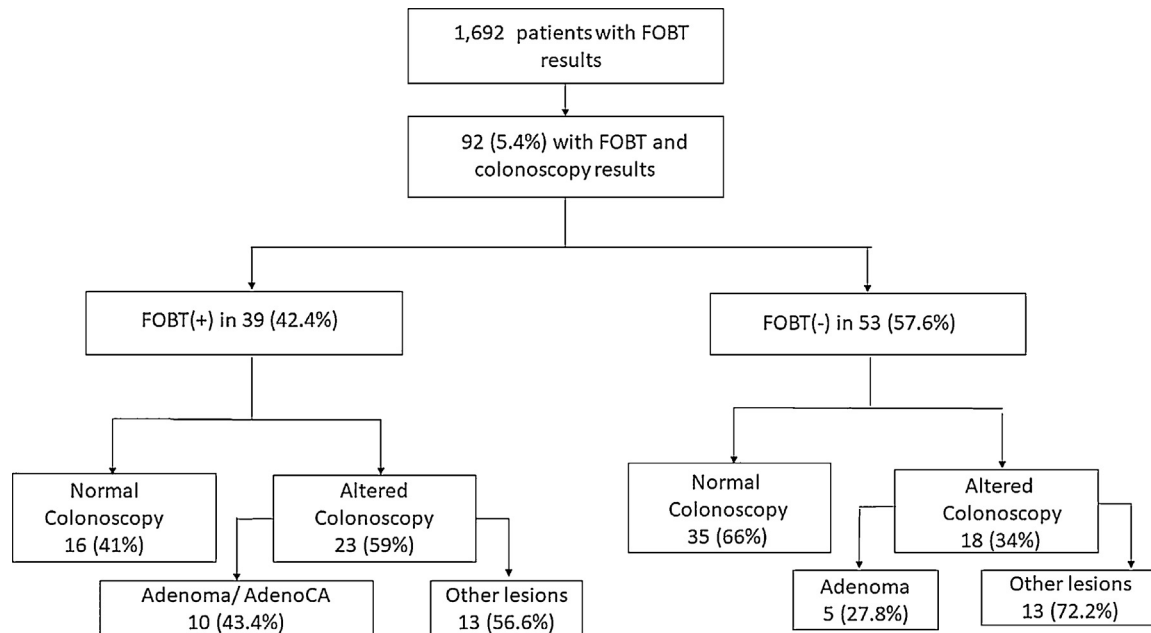 1,692 patients with FOBT
results
92 (5.4%) with FOBT and
colonoscopy results
FOBT(+) in 39 (42.4%)
FOBT(-) in 53 (57.6%)
Normal
Colonoscopy
16 (41%)
Altered
Colonoscopy
23 (59%)
Normal
Colonoscopy
35 (66%)
Altered
Colonoscopy
18 (34%)
Adenoma/ AdenoCA
10 (43.4%)
Other lesions
13 (56.6%)
Adenoma
5 (27.8%)
Other lesions
13 (72.2%)